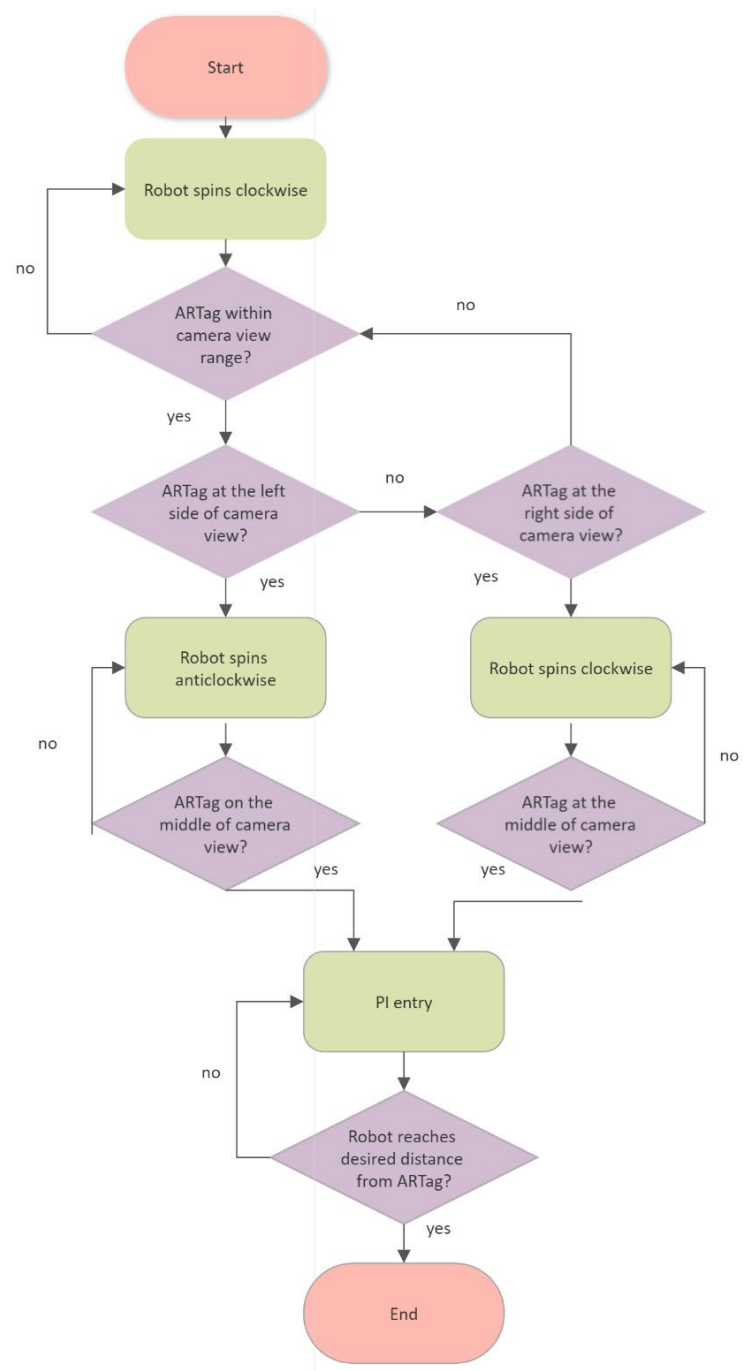 Start
Robot spins clockwise
no
ARTag within
camera view
range?
no
yes
ARTag at the left
side of camera
view?
no
ARTag at the
right side of
camera view?
yes
yes
Robot spins
anticlockwise
Robot spins clockwise
no
no
ARTag on the
middle of camera
view?
ARTag at the
middle of camera
view?
yes
yes
PI entry
no
Robot reaches
desired distance
from ARTag?
yes
End